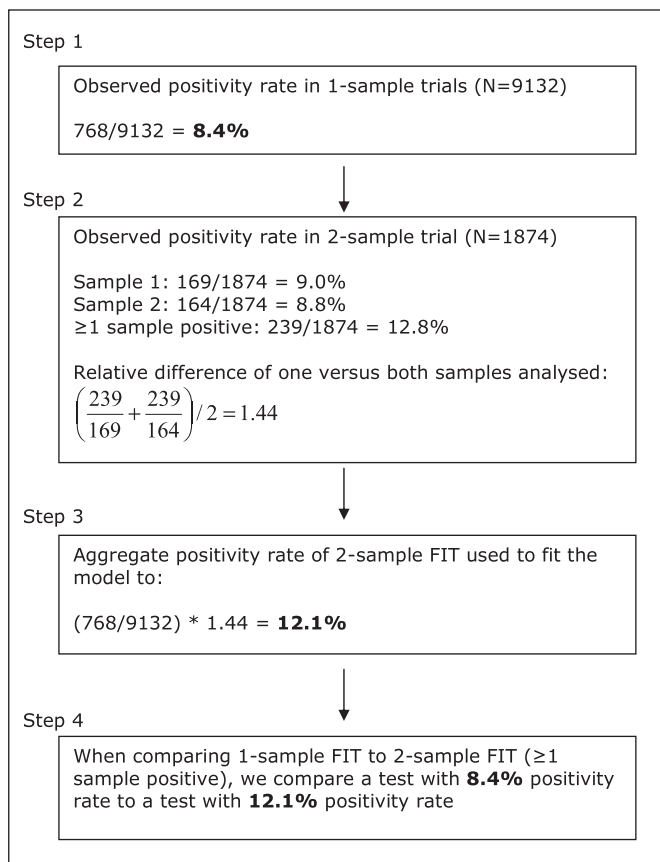 Step 1
Observed positivity rate in 1-sample trials (N=9132)
768/9132 = 8.4%
Step 2
Observed positivity rate in 2-sample trial (N=1874)
Sample 1: 169/1874 = 9.0%
Sample 2: 164/1874 = 8.8%
≥1 sample positive: 239/1874 = 12.8%
Relative difference of one versus both samples analysed:
(239/169 + 239/164) / 2 = 1.44
Step 3
Aggregate positivity rate of 2-sample FIT used to fit the
model to:
(768/9132) * 1.44 = 12.1%
Step 4
When comparing 1-sample FIT to 2-sample FIT (≥1
sample positive), we compare a test with 8.4% positivity
rate to a test with 12.1% positivity rate